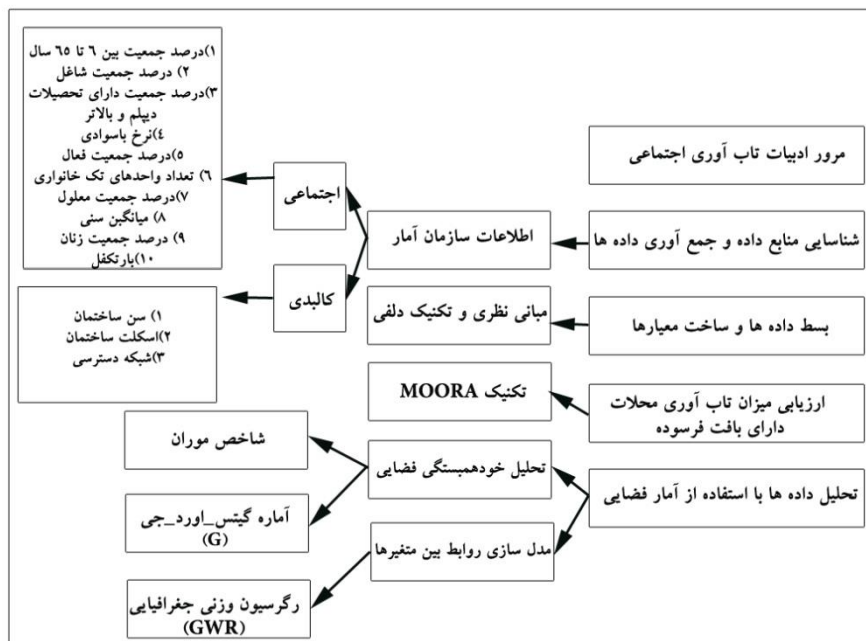 مرور ادبیات تاب آوری اجتماعی
شناسایی منابع داده و جمع آوری داده ها
بسط داده ها و ساخت معیارها
ارزیابی میزان تاب آوری محلات
دارای بافت فرسوده
تحلیل داده ها با استفاده از آمار فضایی
اطلاعات سازمان آمار
مبانی نظری و تکنیک دلفی
تکنیک MOORA
تحلیل خودهمبستگی فضایی
مدل سازی روابط بین متغیرها
اجتماعی
کالبدی
۱)درصد جمعیت بین ۶ تا ۶۵ سال
۲) درصد جمعیت شاغل
۳)درصد جمعیت دارای تحصیلات
دیپلم و بالاتر
۴)نرخ باسوادی
۵)درصد جمعیت فعال
۶) تعداد واحدهای تک خانواری
۷)درصد جمعیت معلول
۸) میانگین سنی
۹) درصد جمعیت زنان
۱۰)بارتکفل
۱) سن ساختمان
۲)اسکلت ساختمان
۳)شبکه دسترسی
شاخص موران
آماره گیتس_اورد_جی
(G)
رگرسیون وزنی جغرافیایی
(GWR)